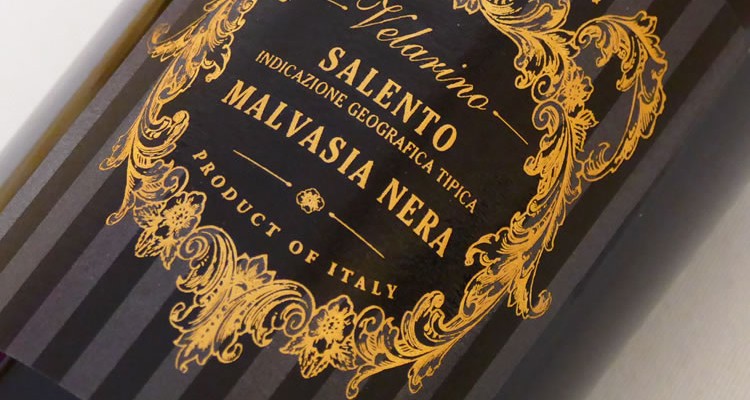 Velarino
SALENTO
INDICAZIONE GEOGRAFICA TIPICA
MALVASIA NERA
PRODUCT OF ITALY